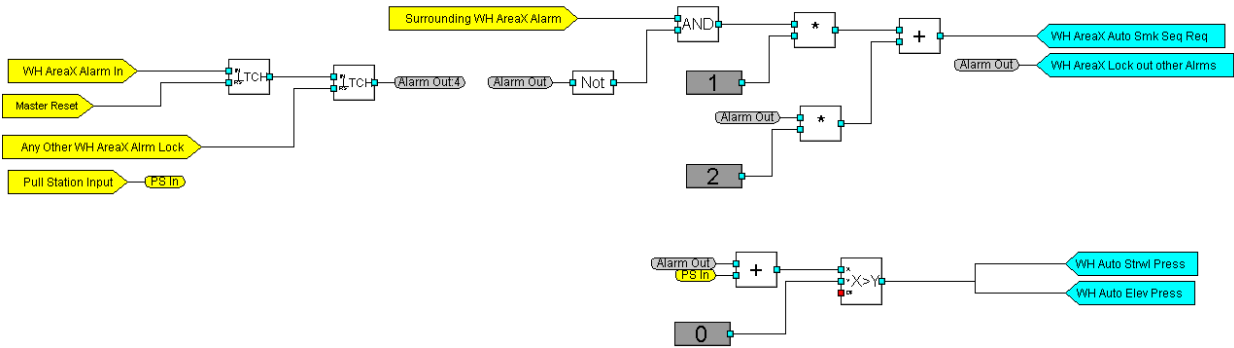 Surrounding WH AreaX Alarm
AND
*
+
WH AreaX Auto Smk Seq Req
WH AreaX Alarm In
TCH
TCH
Alarm Out:4
Alarm Out
Not
1
Alarm Out
WH AreaX Lock out other Alrms
Master Reset
Alarm Out
*
Any Other WH AreaX Alrm Lock
2
Pull Station Input
PS In
Alarm Out
PS In
+
X>Y
WH Auto Strwl Press
WH Auto Elev Press
0